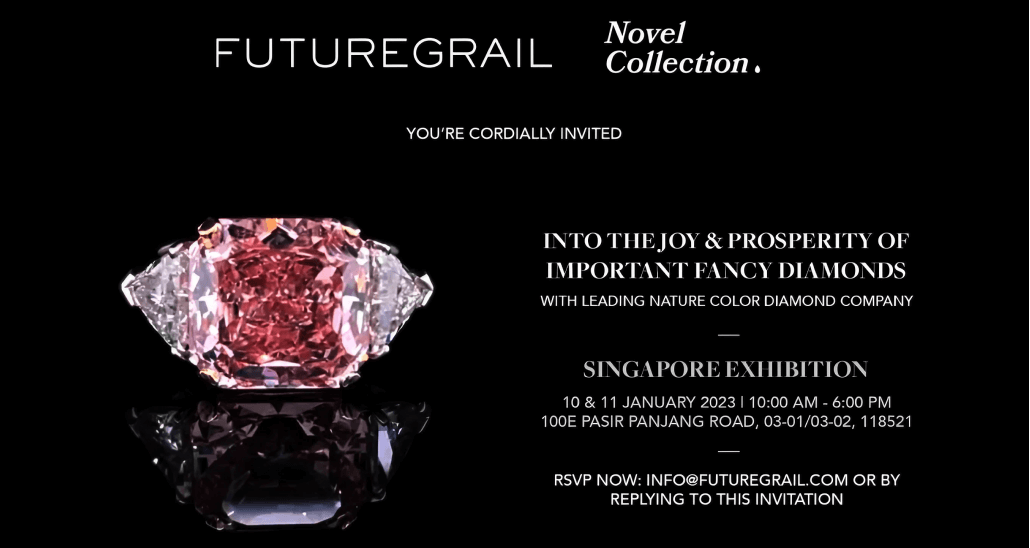 FUTUREGRAIL
Novel
Collection.
YOU'RE CORDIALLY INVITED
INTO THE JOY & PROSPERITY OF
IMPORTANT FANCY DIAMONDS
WITH LEADING NATURE COLOR DIAMOND COMPANY
SINGAPORE EXHIBITION
10 & 11 JANUARY 2023 | 10:00 AM - 6:00 PM
100E PASIR PANJANG ROAD, 03-01/03-02, 118521
RSVP NOW: INFO@FUTUREGRAIL.COM OR BY
REPLYING TO THIS INVITATION